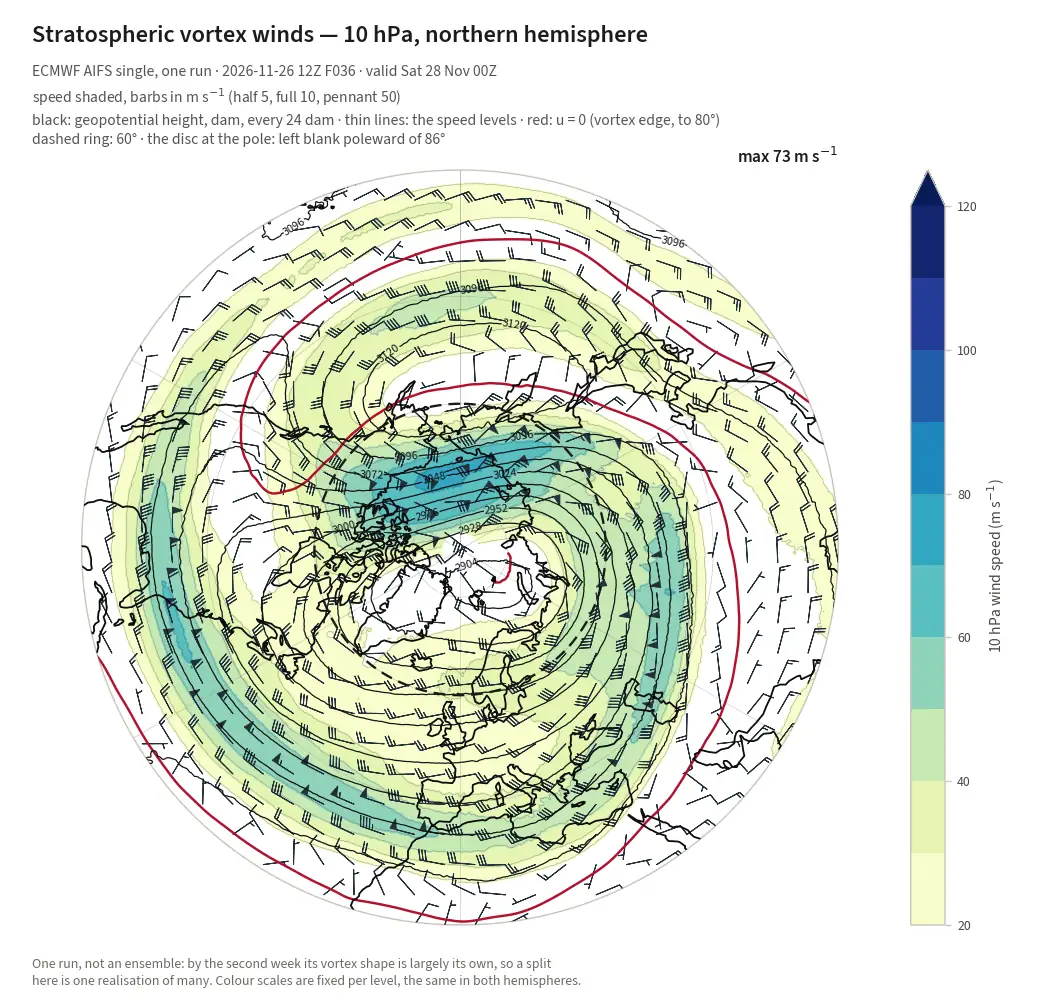 Stratospheric vortex winds — 10 hPa, northern hemisphere
ECMWF AIFS single, one run · 2026-11-26 12Z F036 · valid Sat 28 Nov 00Z
speed shaded, barbs in m s⁻¹ (half 5, full 10, pennant 50)
black: geopotential height, dam, every 24 dam · thin lines: the speed levels · red: u = 0 (vortex edge, to 80°)
dashed ring: 60° · the disc at the pole: left blank poleward of 86°
max 73 m s⁻¹
3096
3096
3120
3120
3096
3096
3072
3048
3024
2952
3000
2928
2904
120
100
80
60
40
20
10 hPa wind speed (m s⁻¹)
One run, not an ensemble: by the second week its vortex shape is largely its own, so a split
here is one realisation of many. Colour scales are fixed per level, the same in both hemispheres.